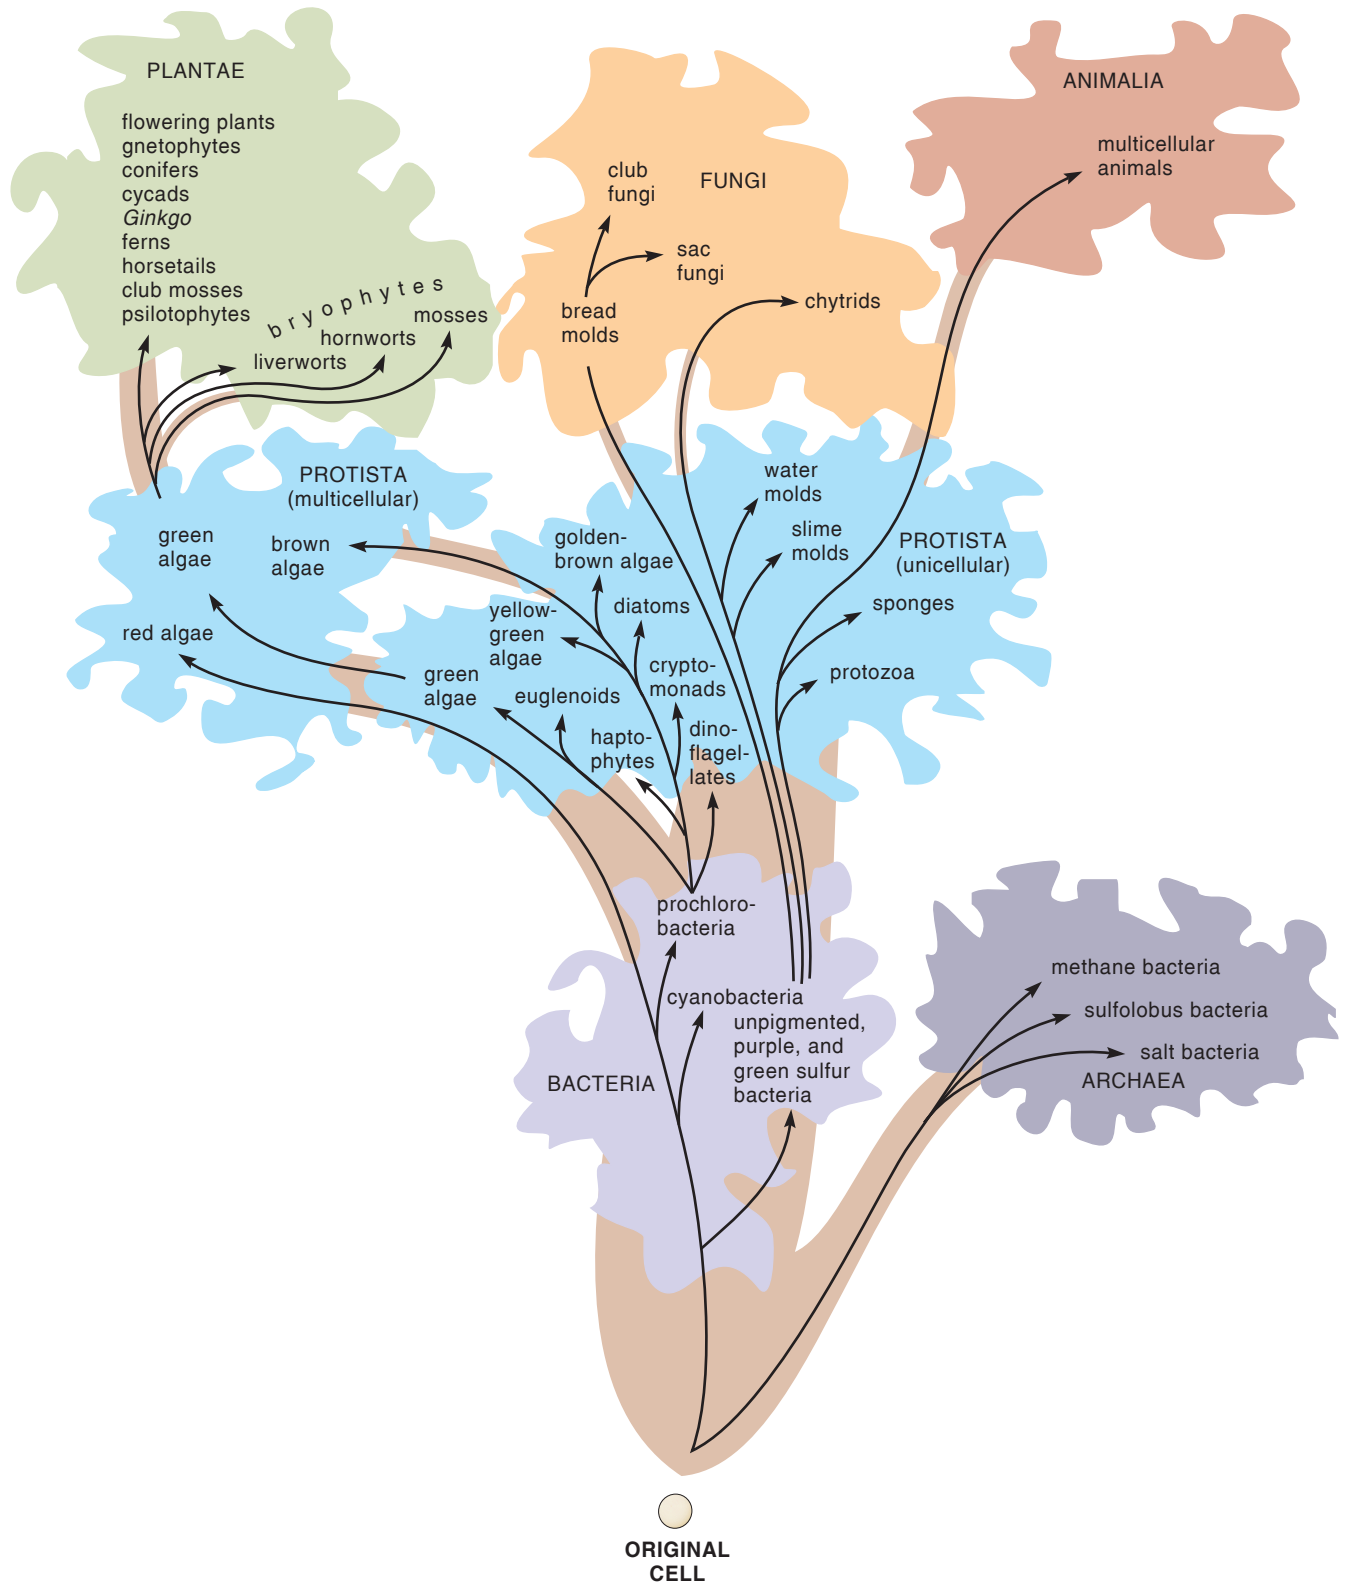 PLANTAE
flowering plants
gnetophytes
conifers
cycads
Ginkgo
ferns
horsetails
club mosses
psilotophytes
bryophytes
mosses
hornworts
liverworts
FUNGI
club
fungi
sac
fungi
bread
molds
chytrids
ANIMALIA
multicellular
animals
PROTISTA
(multicellular)
green
algae
brown
algae
red algae
PROTISTA
(unicellular)
water
molds
slime
molds
golden-
brown algae
diatoms
yellow-
green
algae
sponges
protozoa
crypto-
monads
green
algae
euglenoids
hapto-
phytes
dino-
flagel-
lates
BACTERIA
prochloro-
bacteria
cyanobacteria
unpigmented,
purple, and
green sulfur
bacteria
methane bacteria
sulfolobus bacteria
salt bacteria
ARCHAEA
ORIGINAL
CELL